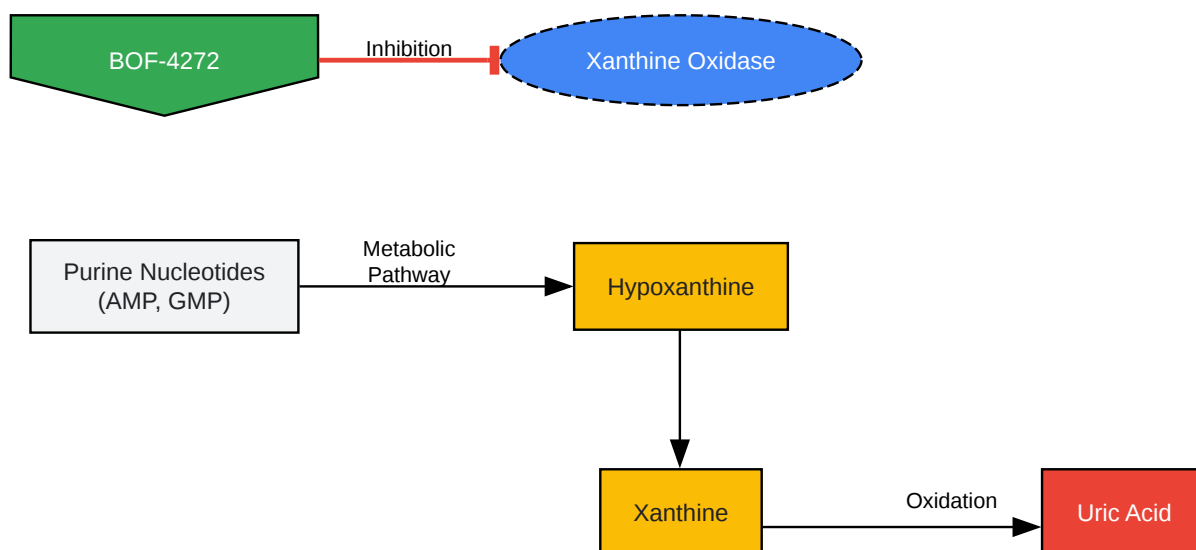 BOF-4272
Inhibition
Xanthine Oxidase
Purine Nucleotides
(AMP, GMP)
Metabolic
Pathway
Hypoxanthine
Xanthine
Oxidation
Uric Acid